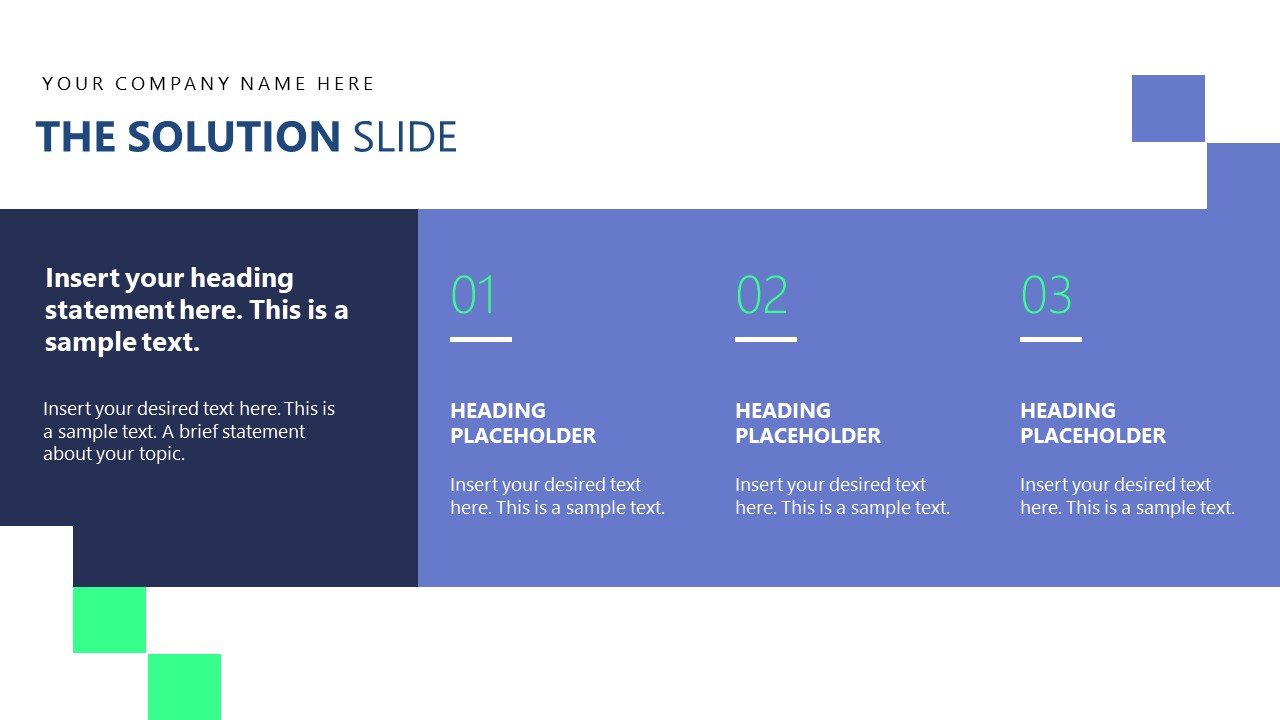 YOUR COMPANY NAME HERE
THE SOLUTION SLIDE
Insert your heading
statement here. This is a
sample text.
Insert your desired text here. This is
a sample text. A brief statement
about your topic.
01
HEADING
PLACEHOLDER
Insert your desired text
here. This is a sample text.
02
HEADING
PLACEHOLDER
Insert your desired text
here. This is a sample text.
03
HEADING
PLACEHOLDER
Insert your desired text
here. This is a sample text.